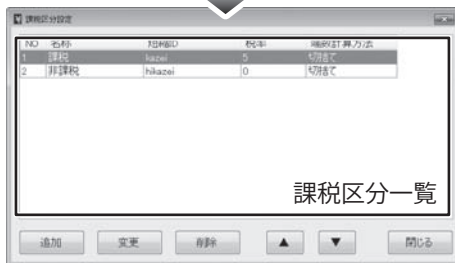 課税区分設定
NO 名称 短縮ID 税率 端数計算方法
1 課税 kazei 5 切捨て
2 非課税 hikazei 0 切捨て
課税区分一覧
追加 変更 削除 ▲ ▼ 閉じる